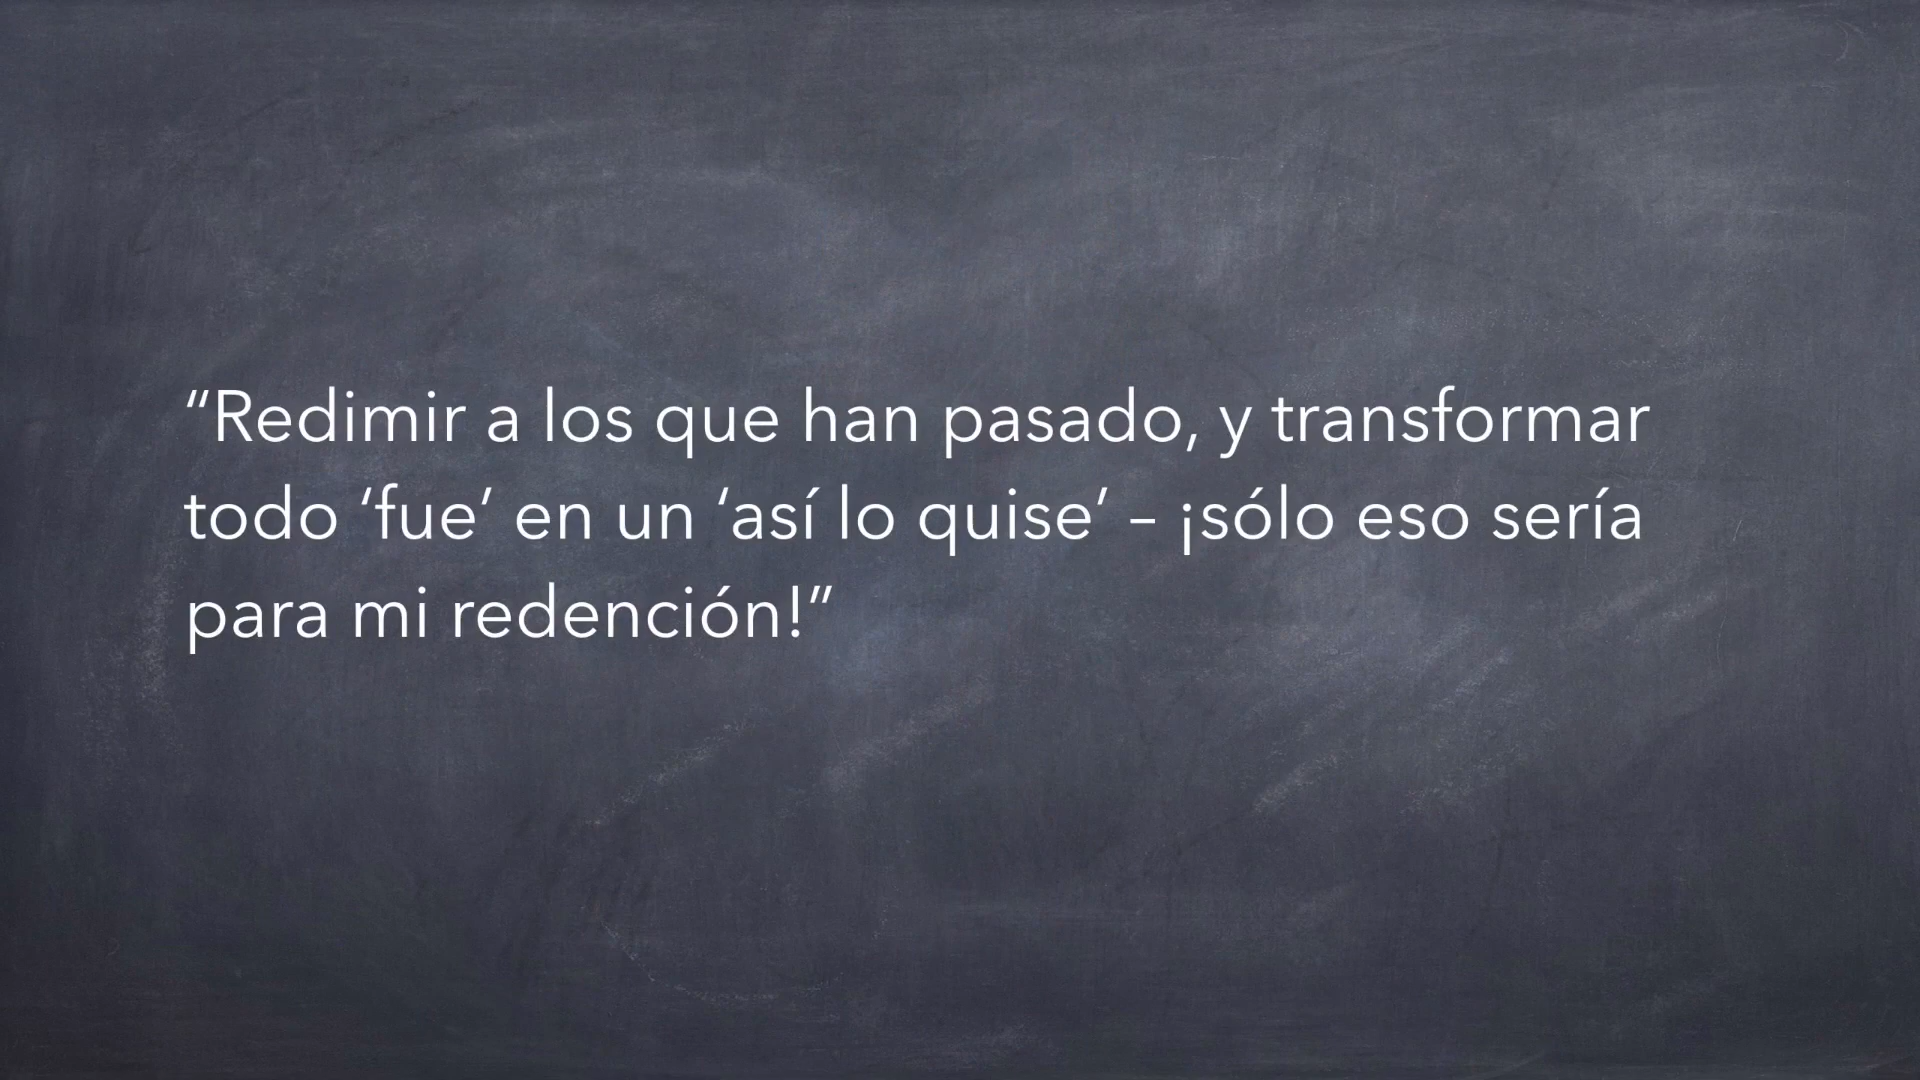 “Redimir a los que han pasado, y transformar
todo ‘fue’ en un ‘así lo quise’ – ¡sólo eso sería
para mi redención!”